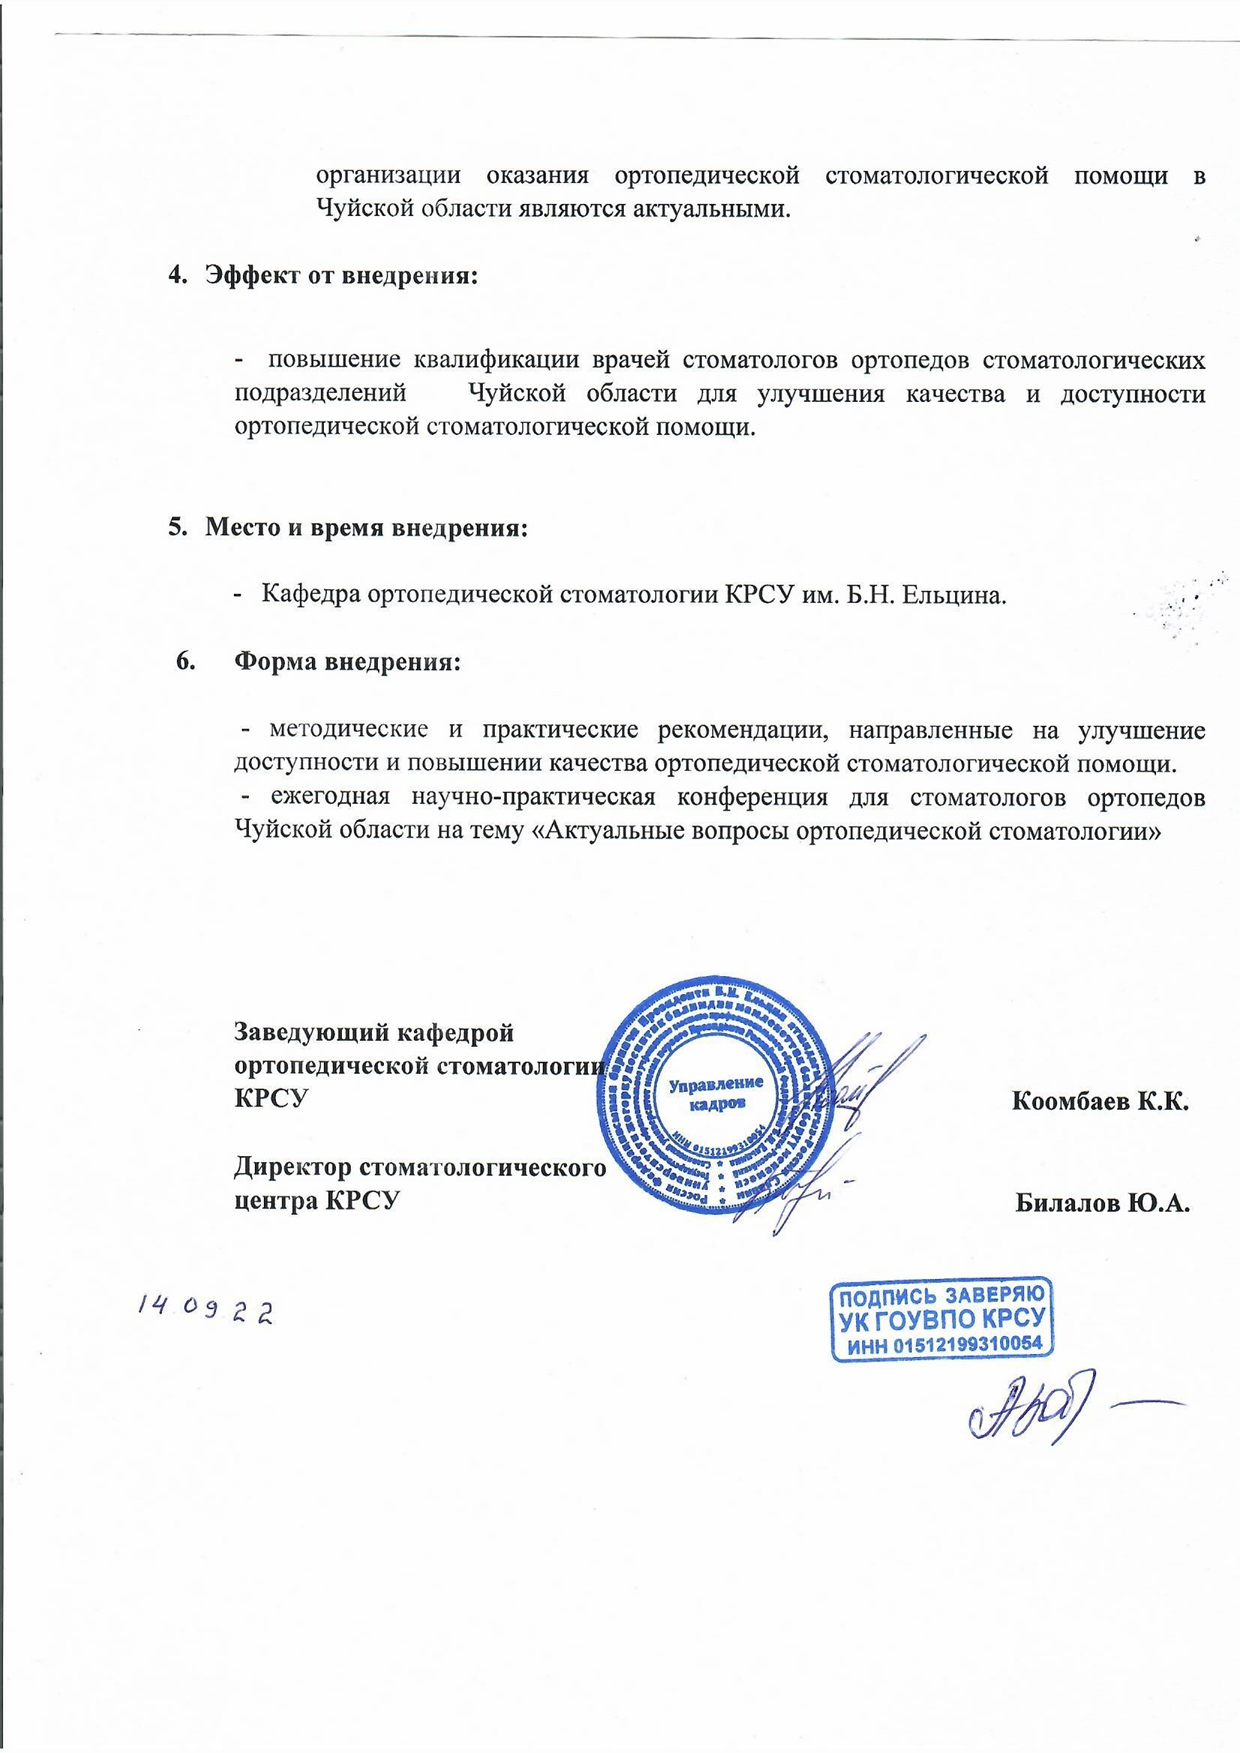 организации оказания ортопедической стоматологической помощи в
Чуйской области являются актуальными.
4. Эффект от внедрения:
- повышение квалификации врачей стоматологов ортопедов стоматологических
подразделений Чуйской области для улучшения качества и доступности
ортопедической стоматологической помощи.
5. Место и время внедрения:
- Кафедра ортопедической стоматологии КРСУ им. Б.Н. Ельцина.
6. Форма внедрения:
- методические и практические рекомендации, направленные на улучшение
доступности и повышении качества ортопедической стоматологической помощи.
- ежегодная научно-практическая конференция для стоматологов ортопедов
Чуйской области на тему «Актуальные вопросы ортопедической стоматологии»
Заведующий кафедрой
ортопедической стоматологии
КРСУ
Коомбаев К.К.
Управление
кадров
ИНН 01512199310054
Директор стоматологического
центра КРСУ
Билалов Ю.А.
14 09 22
ПОДПИСЬ ЗАВЕРЯЮ
УК ГОУВПО КРСУ
ИНН 01512199310054